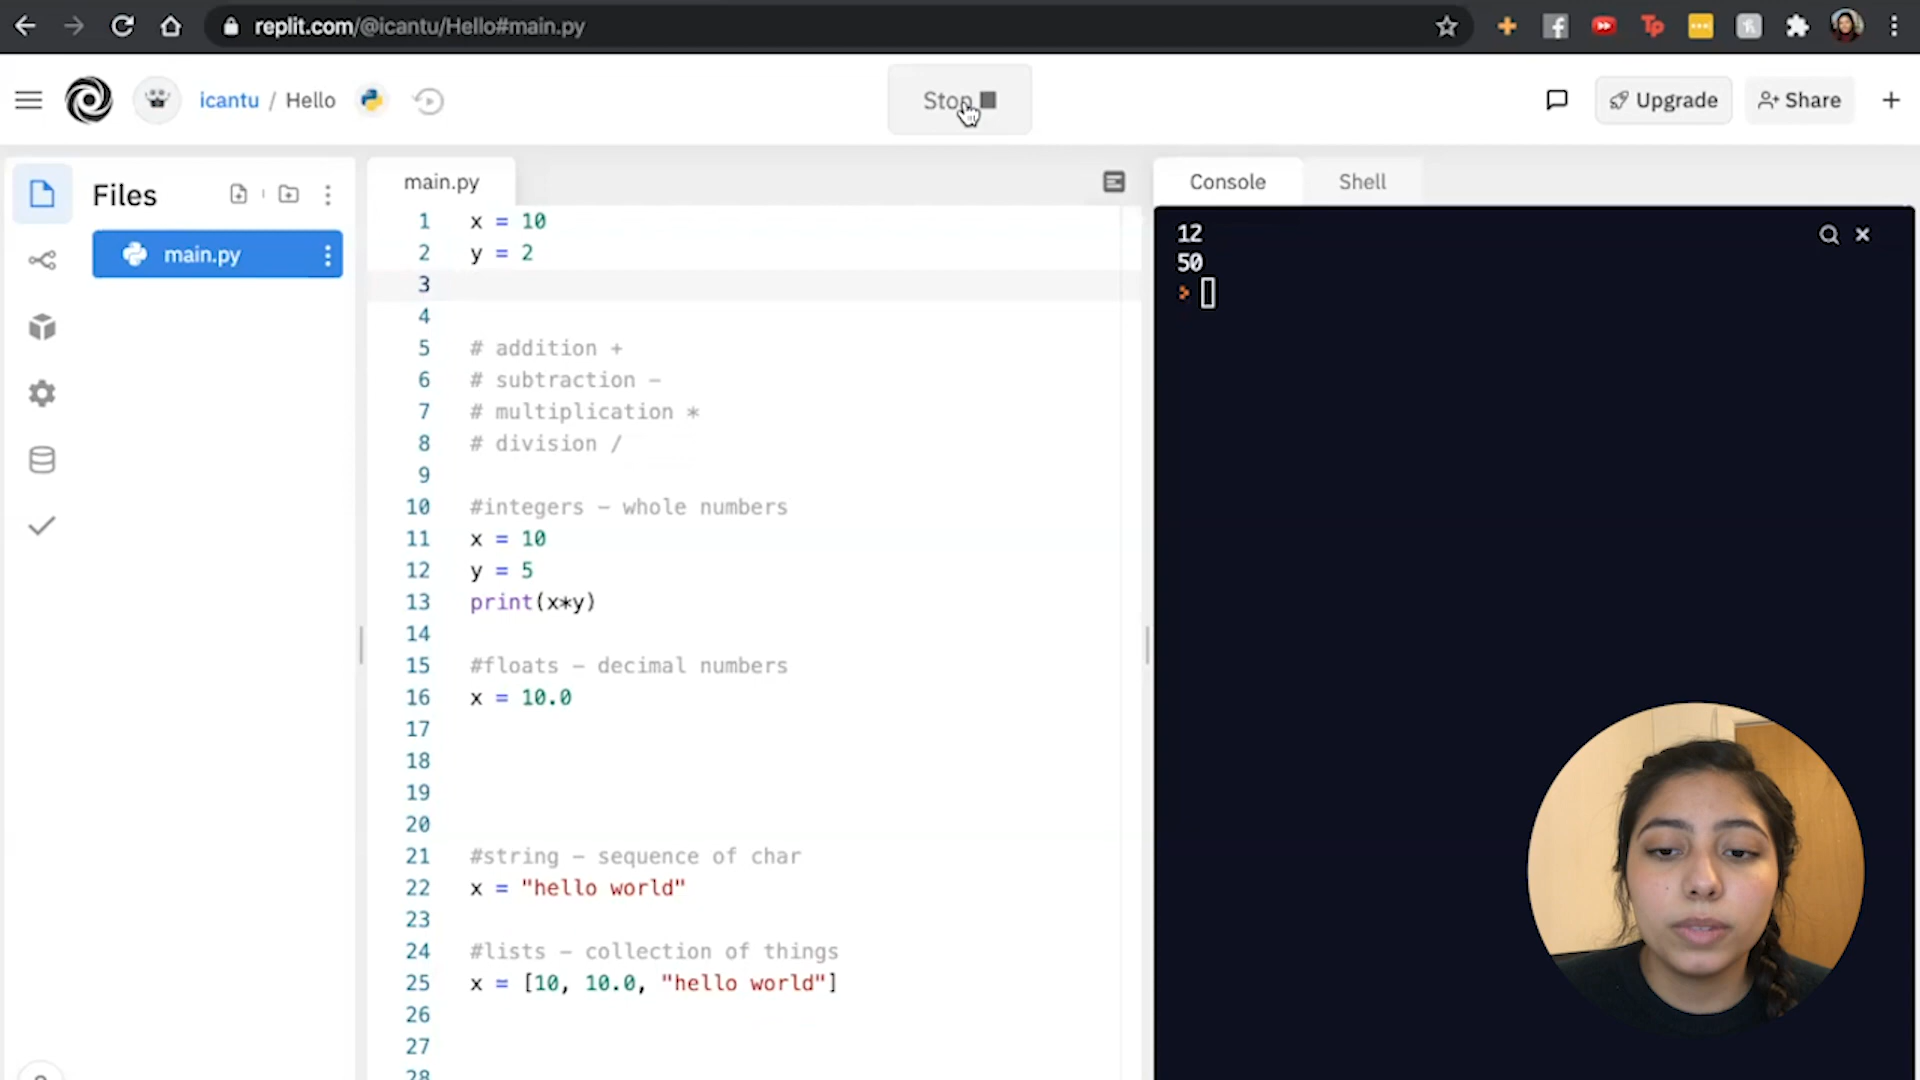 replit.com/@icantu/Hello#main.py
Tp
icantu / Hello
Stop
Upgrade
Share
Files
main.py
main.py
Console
Shell
1 x = 10
2 y = 2
3
4
5 # addition +
6 # subtraction -
7 # multiplication *
8 # division /
9
10 #integers - whole numbers
11 x = 10
12 y = 5
13 print(x*y)
14
15 #floats - decimal numbers
16 x = 10.0
17
18
19
20
21 #string - sequence of char
22 x = "hello world"
23
24 #lists - collection of things
25 x = [10, 10.0, "hello world"]
26
27
28
12
50
>